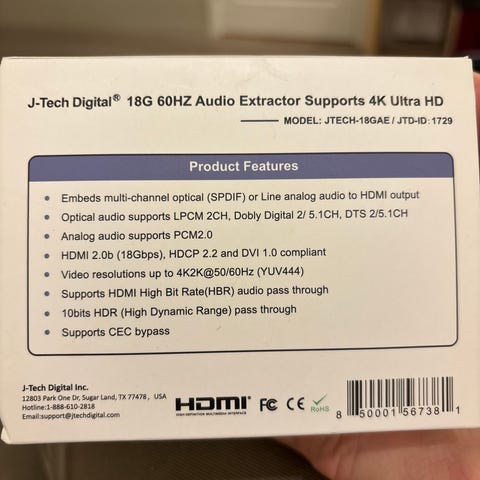 J-Tech Digital® 18G 60HZ Audio Extractor Supports 4K Ultra HD
MODEL: JTECH-18GAE / JTD-ID: 1729
Product Features
• Embeds multi-channel optical (SPDIF) or Line analog audio to HDMI output
• Optical audio supports LPCM 2CH, Dobly Digital 2/ 5.1CH, DTS 2/5.1CH
• Analog audio supports PCM2.0
• HDMI 2.0b (18Gbps), HDCP 2.2 and DVI 1.0 compliant
• Video resolutions up to 4K2K@50/60Hz (YUV444)
• Supports HDMI High Bit Rate(HBR) audio pass through
• 10bits HDR (High Dynamic Range) pass through
• Supports CEC bypass
J-Tech Digital Inc.
12803 Park One Dr, Sugar Land, TX 77478 , USA
Hotline:1-888-610-2818
Email:support@jtechdigital.com
HDMI®
HIGH-DEFINITION MULTIMEDIA INTERFACE
FC CE RoHS
8 50001 56738 1